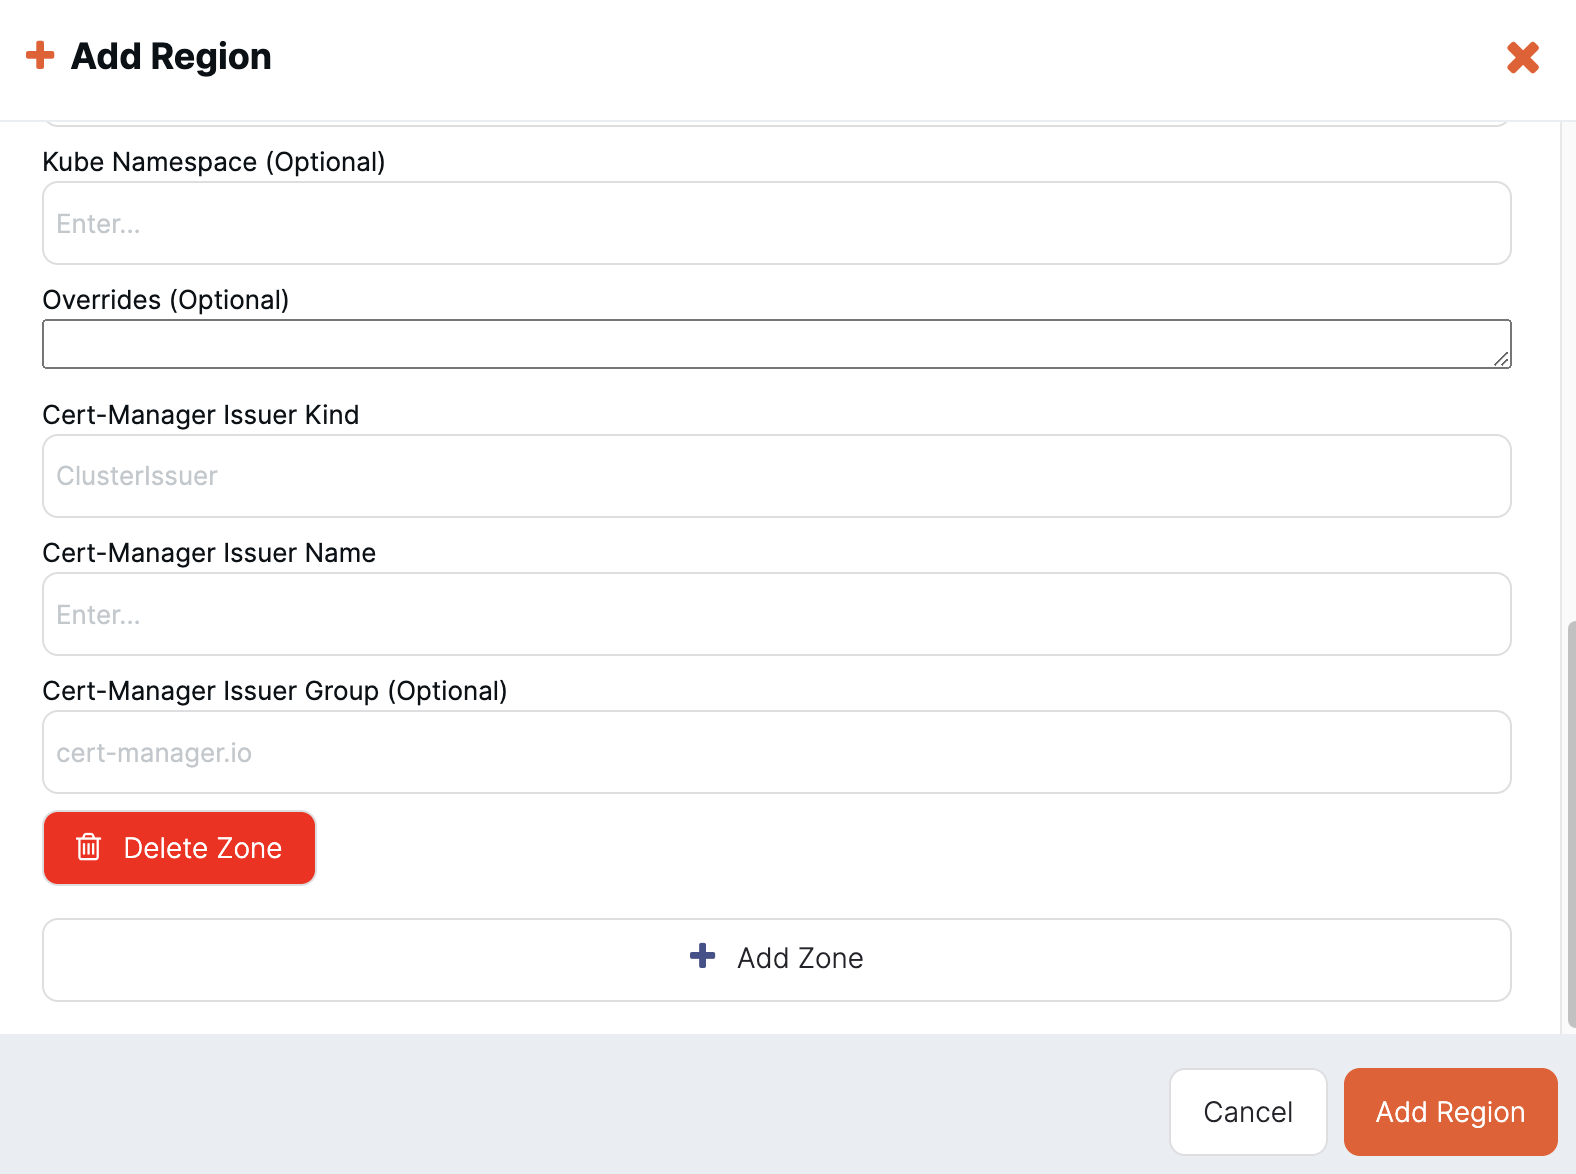 Add Region
Kube Namespace (Optional)
Enter...
Overrides (Optional)
Cert-Manager Issuer Kind
ClusterIssuer
Cert-Manager Issuer Name
Enter...
Cert-Manager Issuer Group (Optional)
cert-manager.io
Delete Zone
Add Zone
Cancel
Add Region